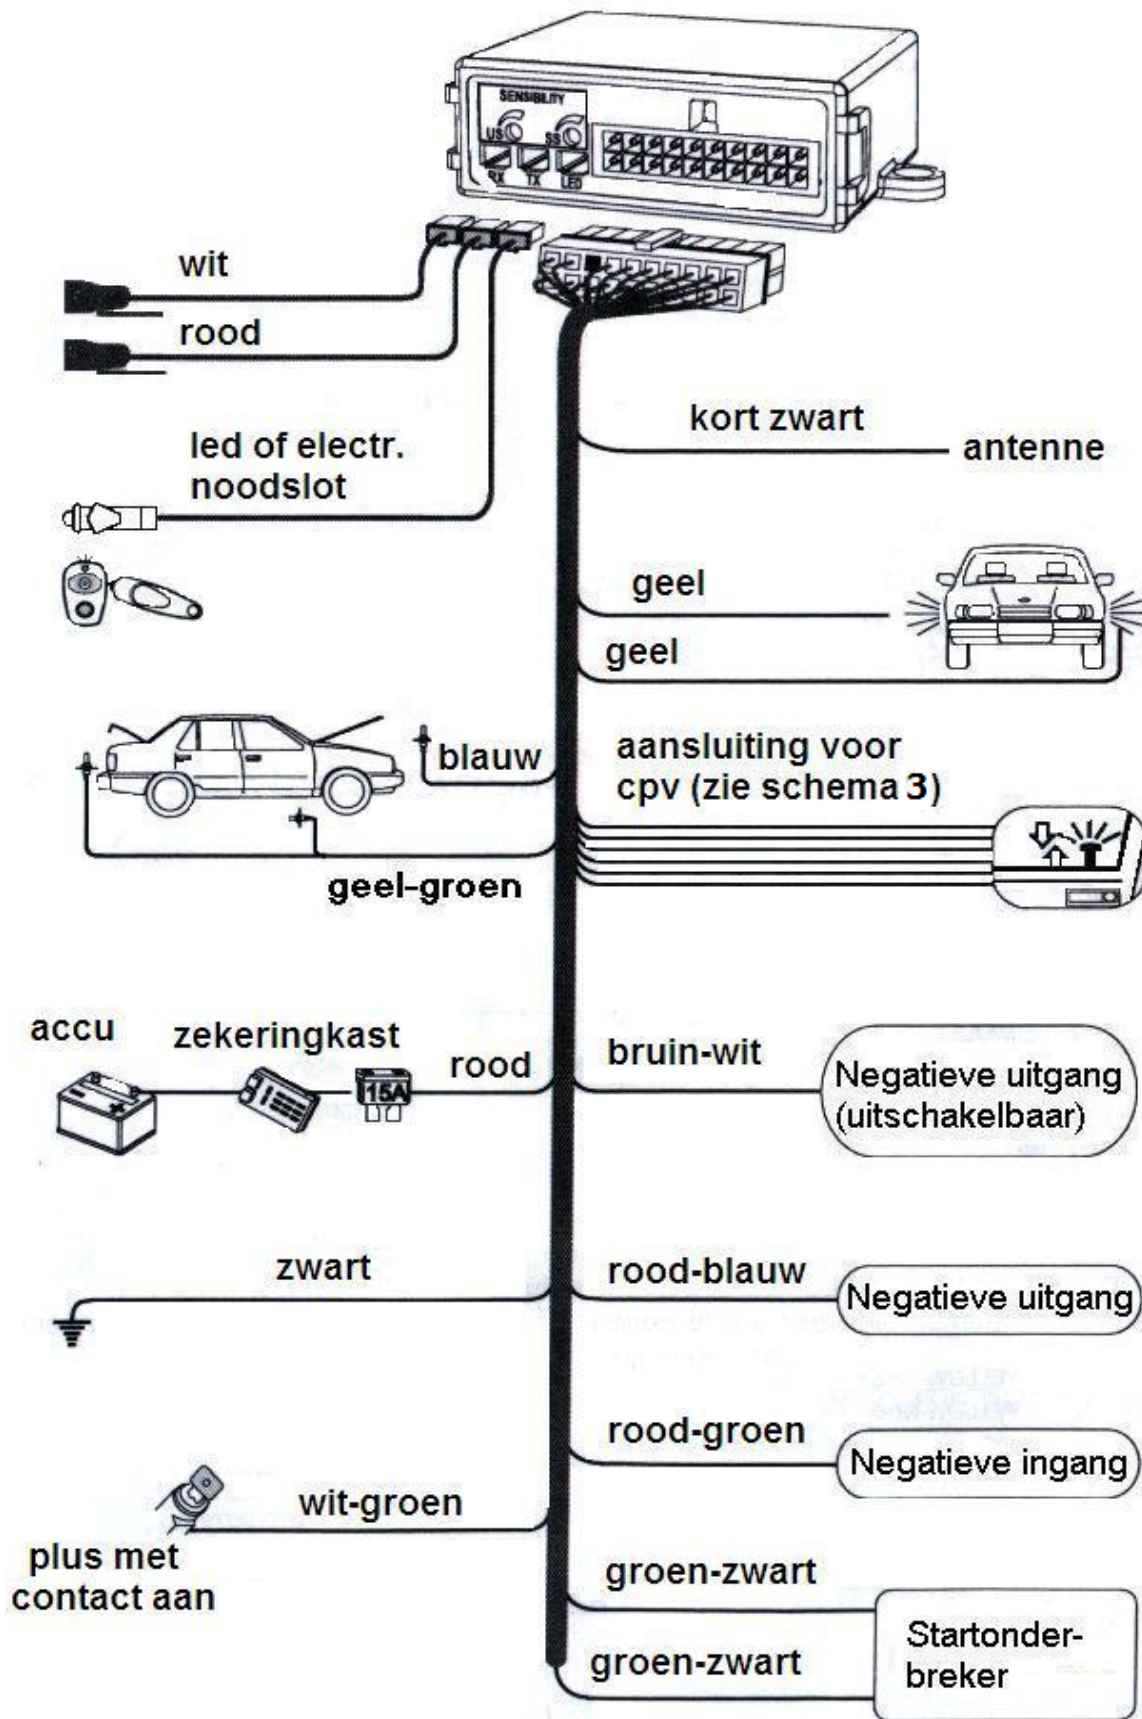 SENSIBILITY
US
SS
RX
TX
LED
wit
rood
led of electr.
noodslot
kort zwart
antenne
geel
geel
blauw
aansluiting voor
cpv (zie schema 3)
geel-groen
accu
zekeringkast
15A
rood
bruin-wit
Negatieve uitgang
(uitschakelbaar)
zwart
rood-blauw
Negatieve uitgang
rood-groen
Negatieve ingang
wit-groen
plus met
contact aan
groen-zwart
groen-zwart
Startonder-
breker